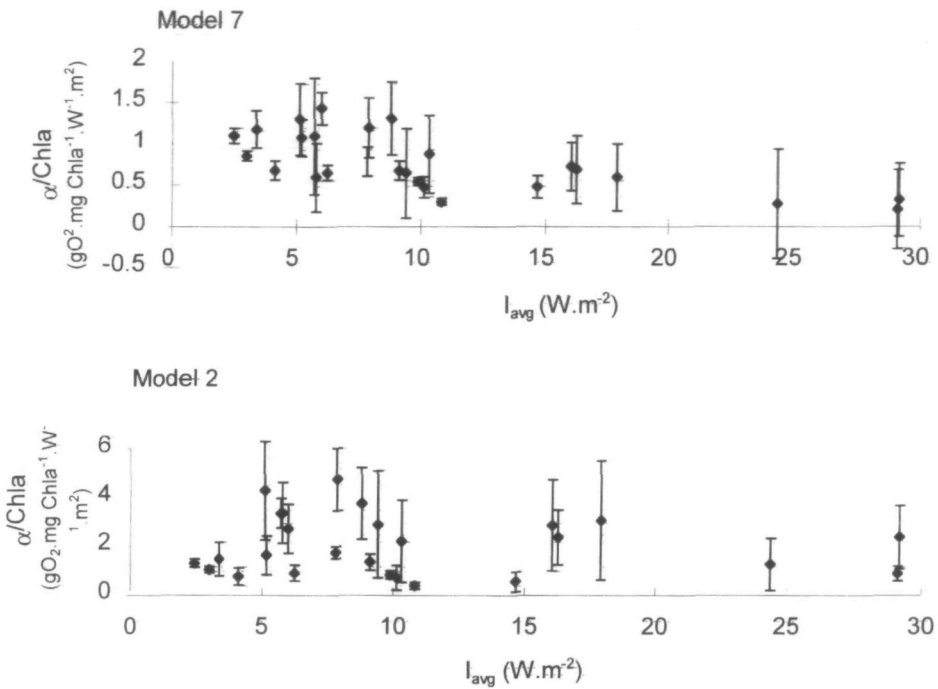 Model 7
2
1.5
1
0.5
0
-0.5
α/Chla
(gO².mg Chla⁻¹.W⁻¹.m²)
0 5 10 15 20 25 30
Iavg (W.m⁻²)
Model 2
6
4
2
0
α/Chla
(gO₂.mg Chla⁻¹.W⁻
¹.m²)
0 5 10 15 20 25 30
Iavg (W.m⁻²)